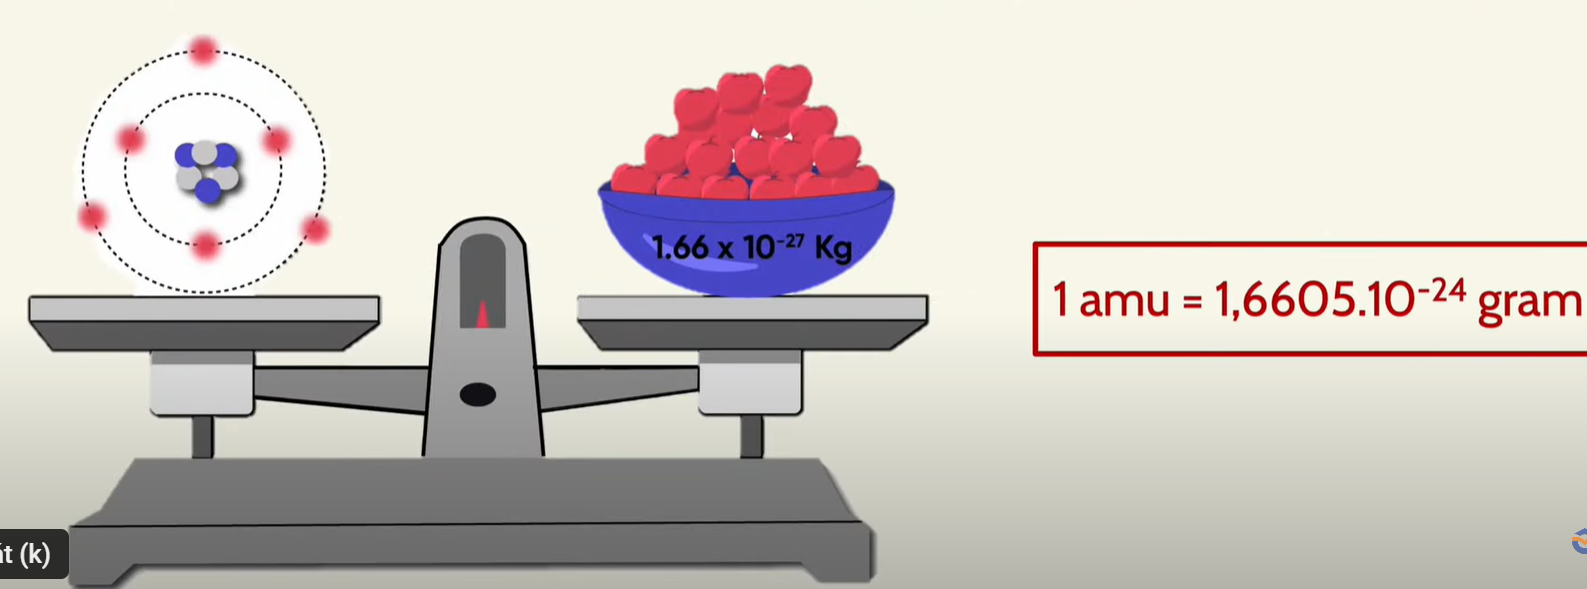 1.66 x 10⁻²⁷ Kg
1 amu = 1,6605.10⁻²⁴ gram
(k)